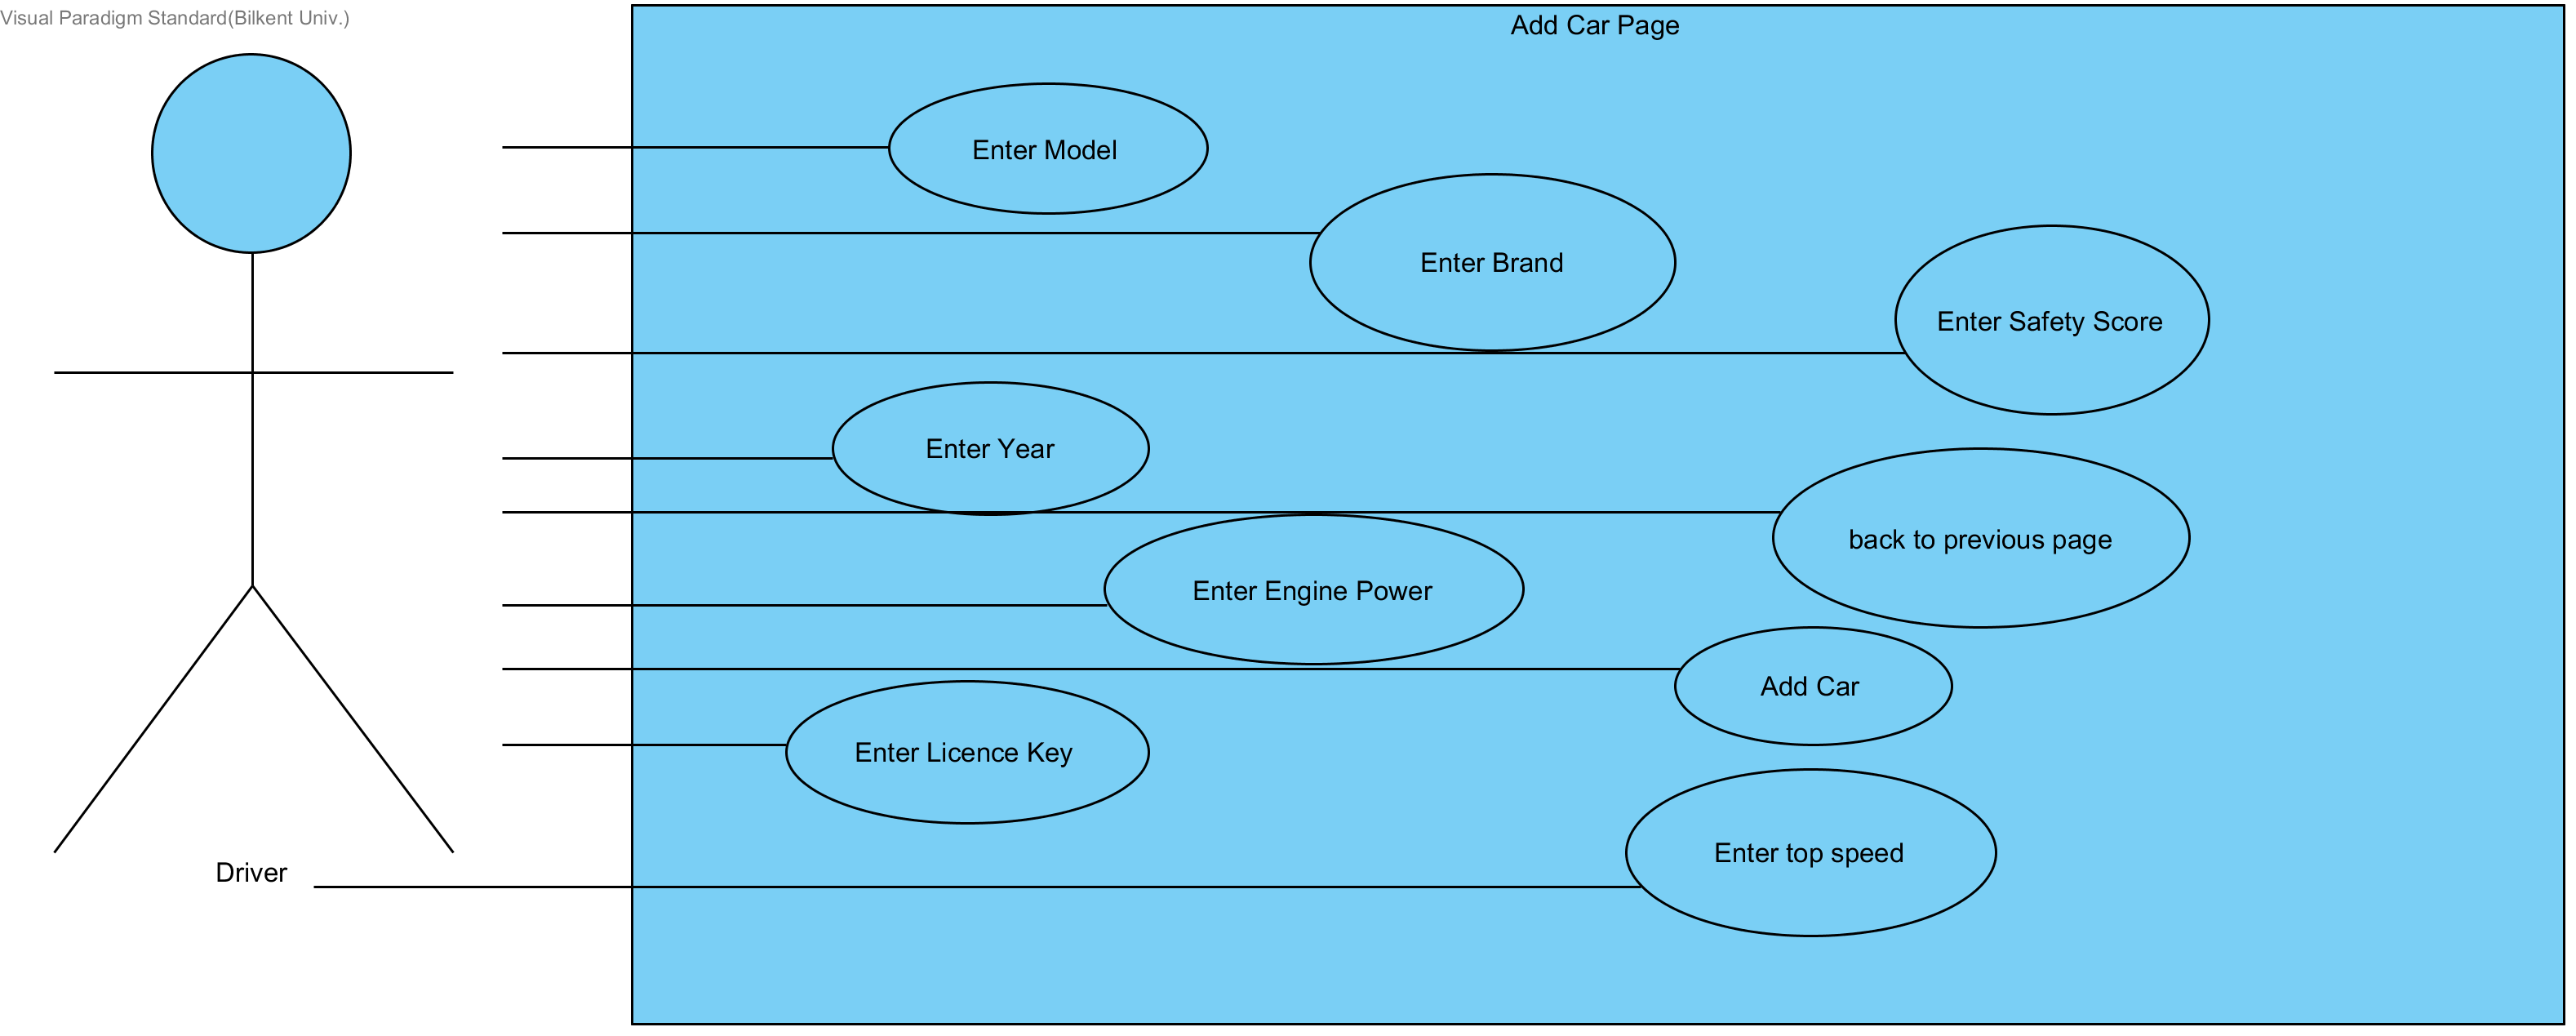 Visual Paradigm Standard(Bilkent Univ.)
Add Car Page
Enter Model
Enter Brand
Enter Safety Score
Enter Year
back to previous page
Enter Engine Power
Add Car
Enter Licence Key
Enter top speed
Driver